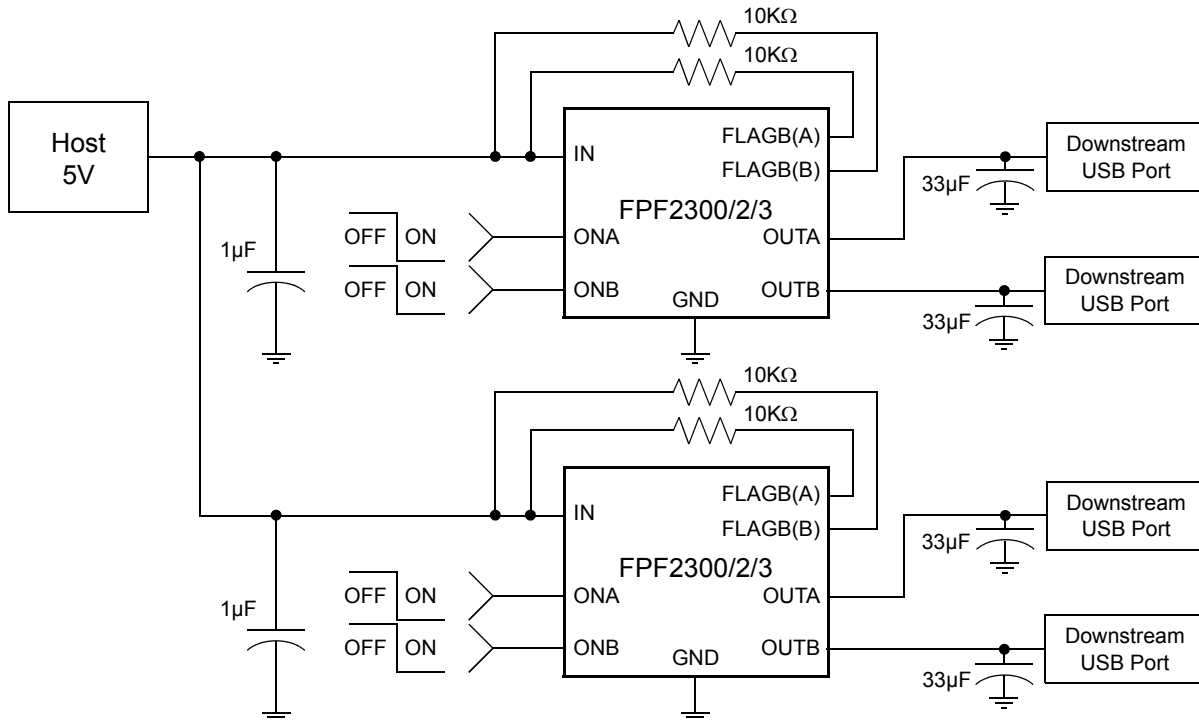 10KΩ
10KΩ
Host
5V
IN
FLAGB(A)
FLAGB(B)
FPF2300/2/3
Downstream
USB Port
33µF
1µF
OFF ON
ONA
OUTA
OFF ON
ONB
GND
OUTB
Downstream
USB Port
33µF
10KΩ
10KΩ
IN
FLAGB(A)
FLAGB(B)
FPF2300/2/3
Downstream
USB Port
33µF
1µF
OFF ON
ONA
OUTA
OFF ON
ONB
GND
OUTB
Downstream
USB Port
33µF